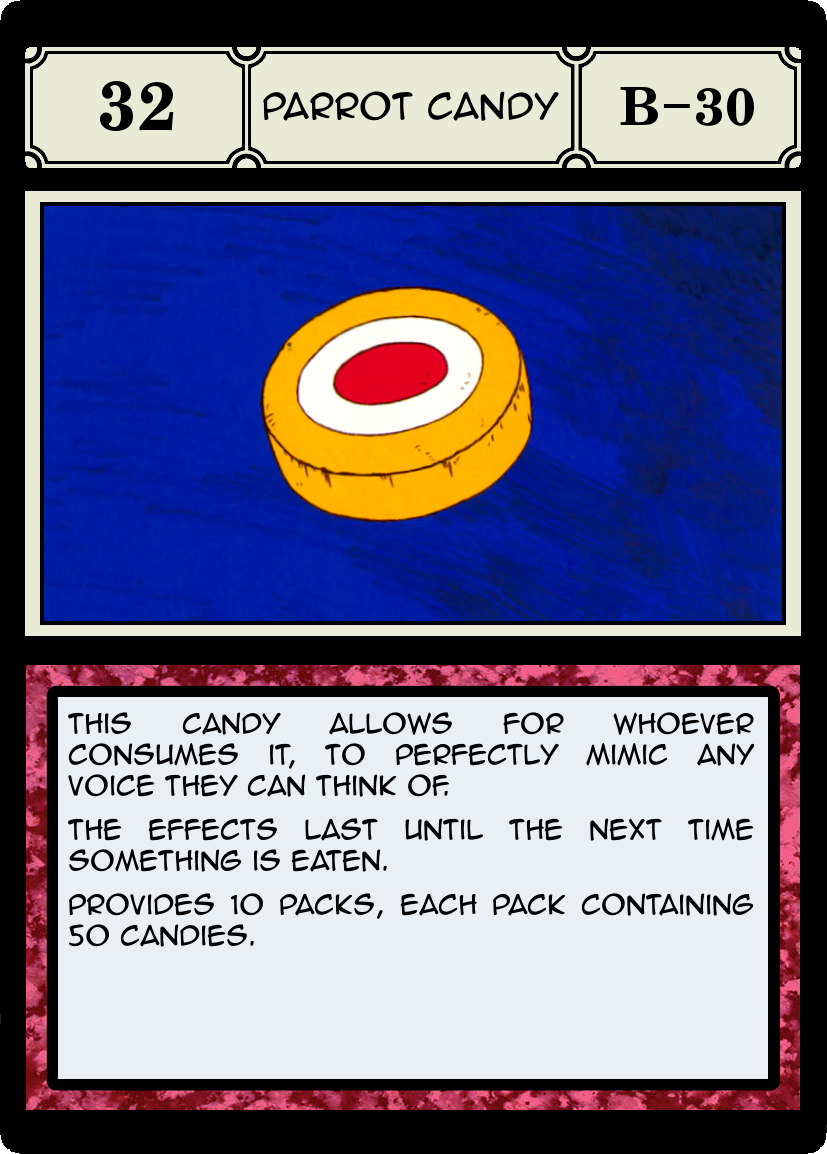 32
PARROT CANDY
B-30
THIS CANDY ALLOWS FOR WHOEVER
CONSUMES IT, TO PERFECTLY MIMIC ANY
VOICE THEY CAN THINK OF.
THE EFFECTS LAST UNTIL THE NEXT TIME
SOMETHING IS EATEN.
PROVIDES 10 PACKS, EACH PACK CONTAINING
50 CANDIES.